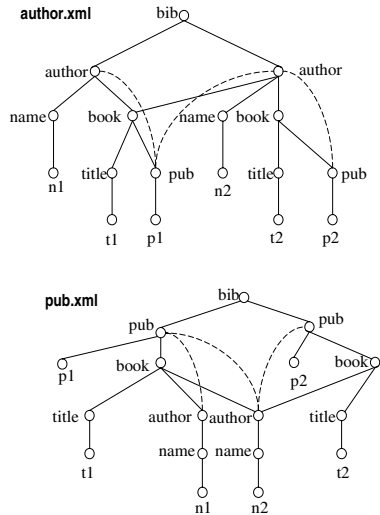 author.xml
bib
author author
name book name book
n1 title pub n2 title pub
t1 p1 t2 p2
pub.xml
bib
pub pub
p1 book p2 book
title author author title
t1 name name t2
n1 n2